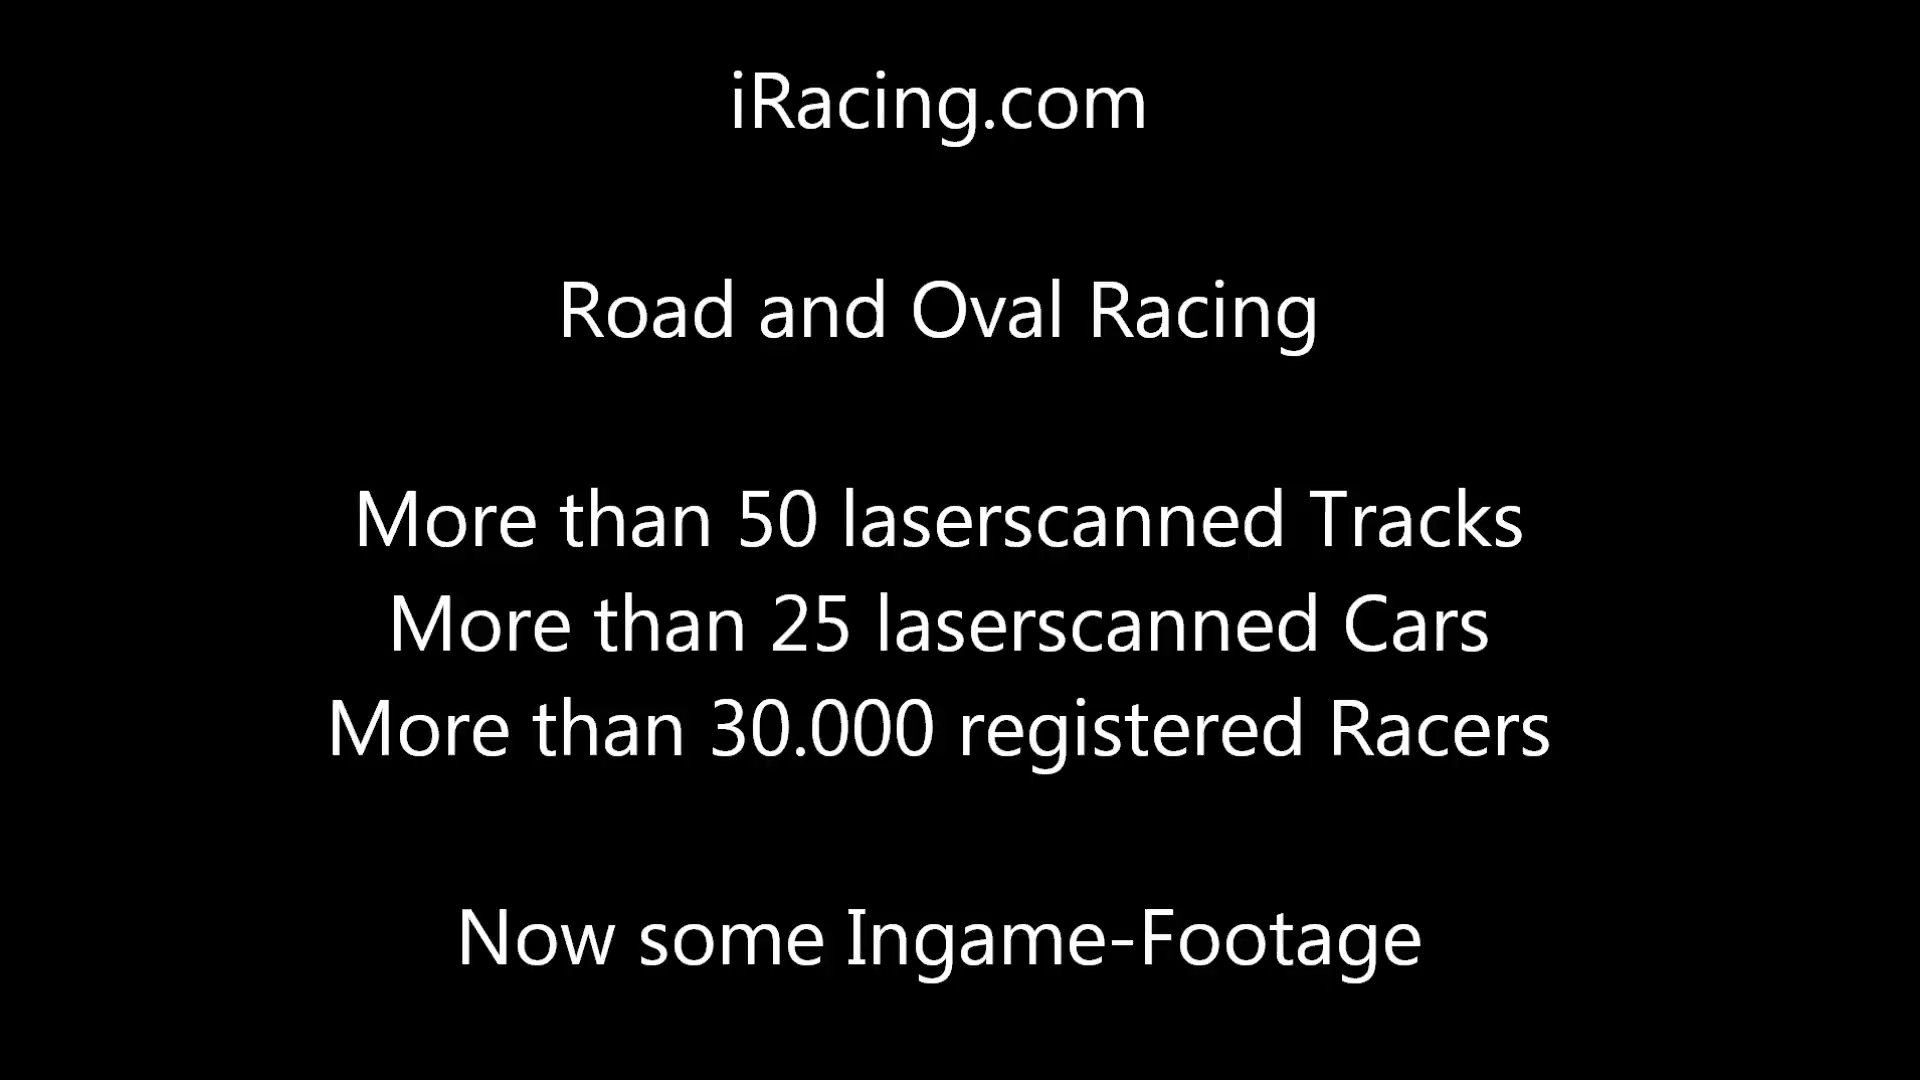 iRacing.com
Road and Oval Racing
More than 50 laserscanned Tracks
More than 25 laserscanned Cars
More than 30.000 registered Racers
Now some Ingame-Footage